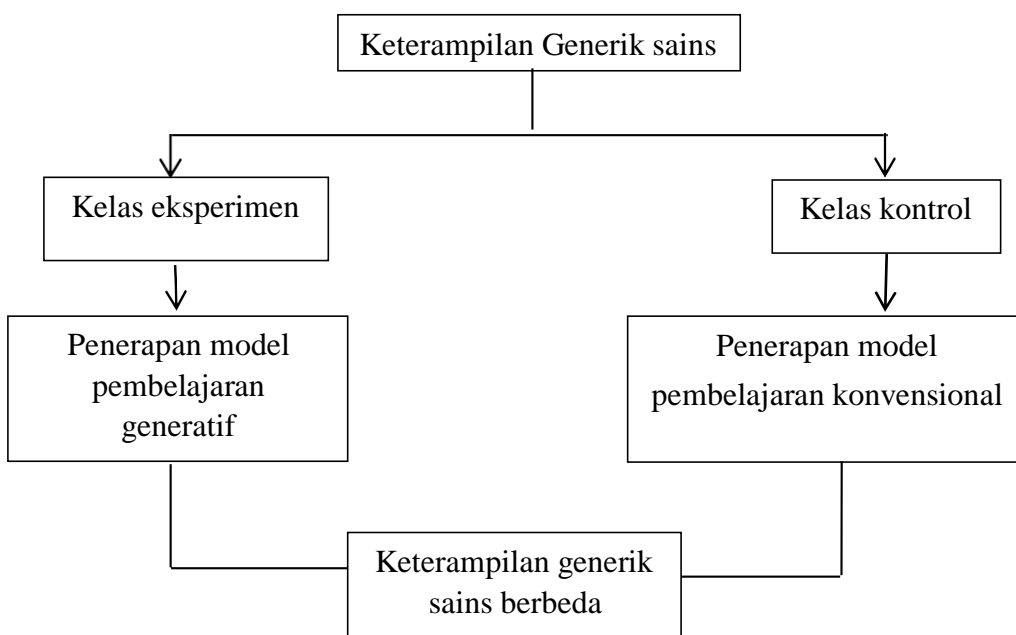 Keterampilan Generik sains
Kelas eksperimen
Kelas kontrol
Penerapan model
pembelajaran
generatif
Penerapan model
pembelajaran konvensional
Keterampilan generik
sains berbeda